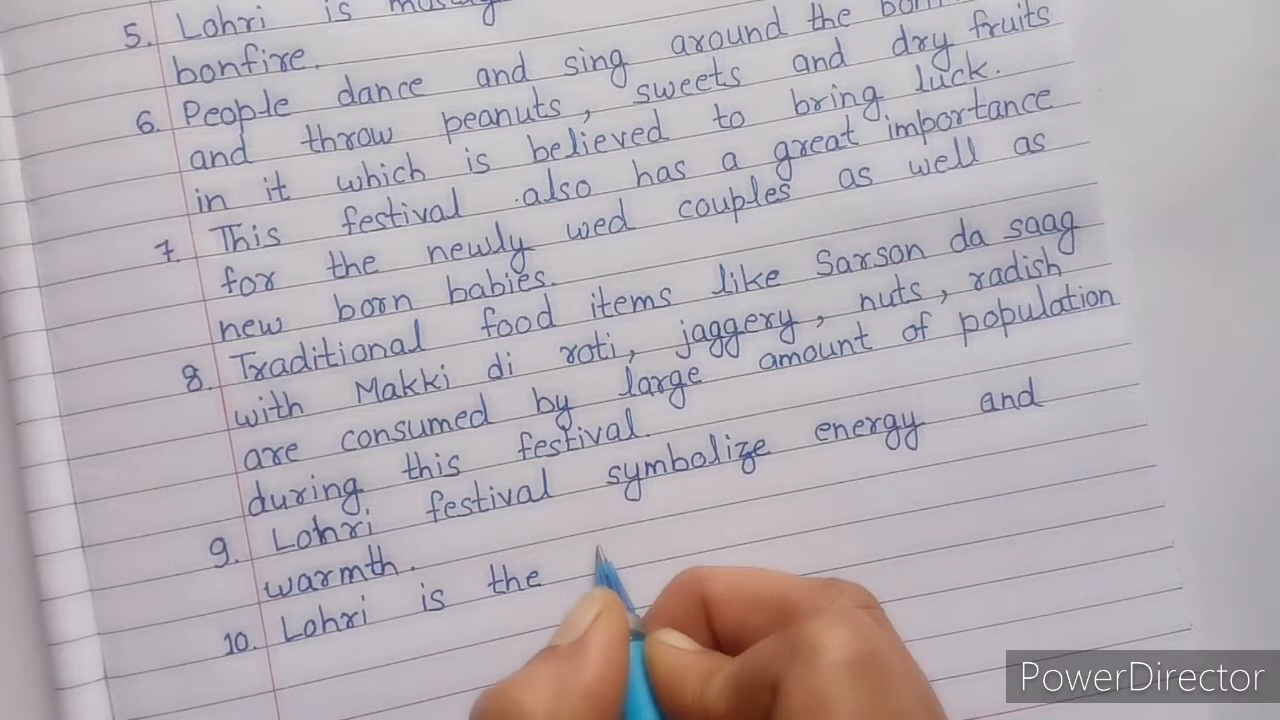 5. Lohri is
bonfire.
6. People dance and sing around the
and throw peanuts, sweets and dry fruits
in it which is believed to bring luck.
7. This festival also has a great importance
for the newly wed couples as well as
new born babies.
8. Traditional food items like Sarson da saag
with Makki di roti, jaggery, nuts, radish
are consumed by large amount of population
during this festival.
9. Lohri festival symbolize energy and
warmth.
10. Lohri is the
PowerDirector